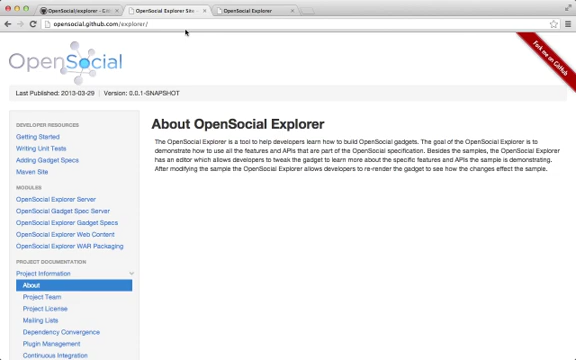 OpenSocial/explorer · Git
OpenSocial Explorer Site –
OpenSocial Explorer
opensocial.github.com/explorer/
OpenSocial
Fork me on GitHub
Last Published: 2013-03-29 | Version: 0.0.1-SNAPSHOT
DEVELOPER RESOURCES
Getting Started
Writing Unit Tests
Adding Gadget Specs
Maven Site
MODULES
OpenSocial Explorer Server
OpenSocial Gadget Spec Server
OpenSocial Explorer Gadget Specs
OpenSocial Explorer Web Content
OpenSocial Explorer WAR Packaging
PROJECT DOCUMENTATION
Project Information
About
Project Team
Project License
Mailing Lists
Dependency Convergence
Plugin Management
Continuous Integration
About OpenSocial Explorer
The OpenSocial Explorer is a tool to help developers learn how to build OpenSocial gadgets. The goal of the OpenSocial Explorer is to
demonstrate how to use all the features and APIs that are part of the OpenSocial specification. Besides the samples, the OpenSocial Explorer
has an editor which allows developers to tweak the gadget to learn more about the specific features and APIs the sample is demonstrating.
After modifying the sample the OpenSocial Explorer allows developers to re-render the gadget to see how the changes effect the sample.